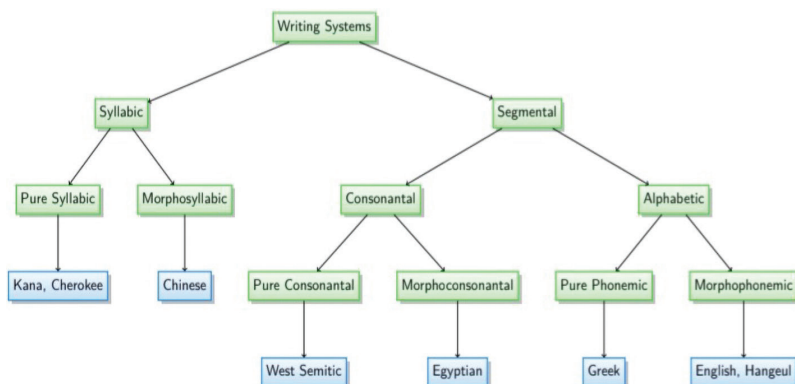 Writing Systems
Syllabic
Segmental
Pure Syllabic
Morphosyllabic
Consonantal
Alphabetic
Kana, Cherokee
Chinese
Pure Consonantal
Morphoconsonantal
Pure Phonemic
Morphophonemic
West Semitic
Egyptian
Greek
English, Hangeul